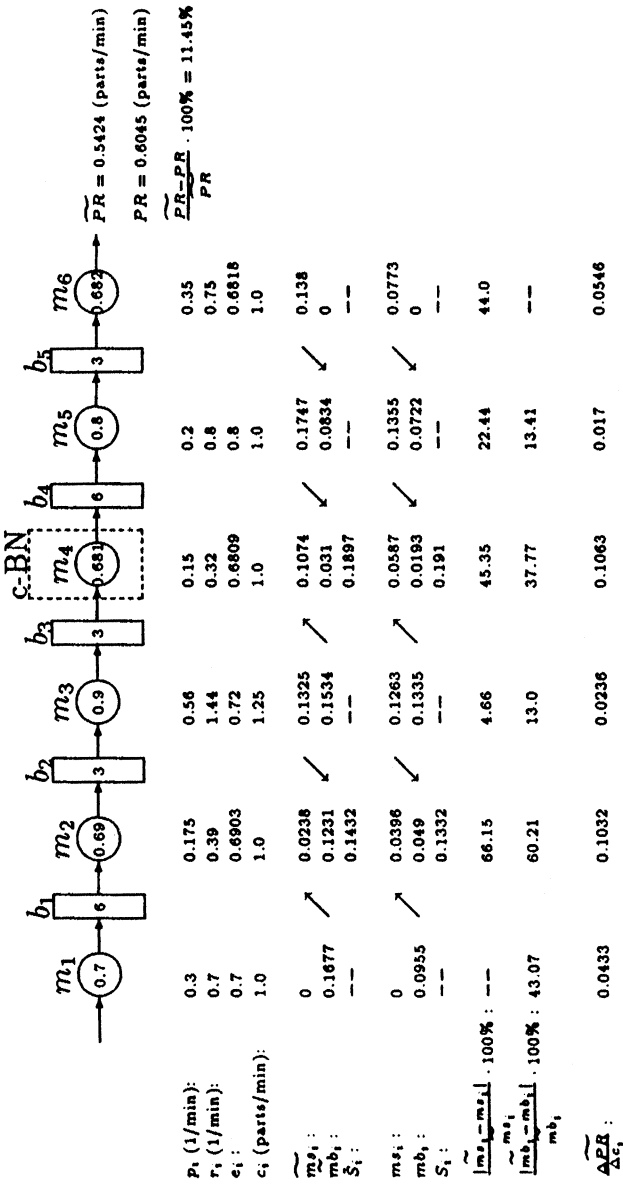 c-BN
m1 b1 m2 b2 m3 b3 m4 b4 m5 b5 m6
0.7 6 0.69 3 0.9 3 0.681 6 0.8 3 0.682
P̃R = 0.5424 (parts/min)
PR = 0.6045 (parts/min)
P̃R−PR / PR · 100% = 11.45%
pi (1/min): 0.3 0.175 0.56 0.15 0.2 0.35
ri (1/min): 0.7 0.39 1.44 0.32 0.8 0.75
ei : 0.7 0.6903 0.72 0.6809 0.8 0.6818
ci (parts/min): 1.0 1.0 1.25 1.0 1.0 1.0
m̃si : 0 0.0238 0.1325 0.1074 0.1747 0.138
m̃bi : 0.1677 ↗ 0.1231 ↘ 0.1534 ↗ 0.031 ↙ 0.0834 ↙ 0
S̃i : -- 0.1432 -- 0.1897 -- --
msi : 0 0.0396 0.1263 0.0587 0.1355 0.0773
mbi : 0.0955 0.049 0.1335 0.0193 0.0722 0
Si : -- 0.1332 -- 0.191 -- --
|m̃si−msi| / m̃si · 100% : -- 66.15 4.66 45.35 22.44 44.0
|m̃bi−mbi| / mbi · 100% : 43.07 60.21 13.0 37.77 13.41 --
ΔP̃R / Δci : 0.0433 0.1032 0.0236 0.1063 0.017 0.0546